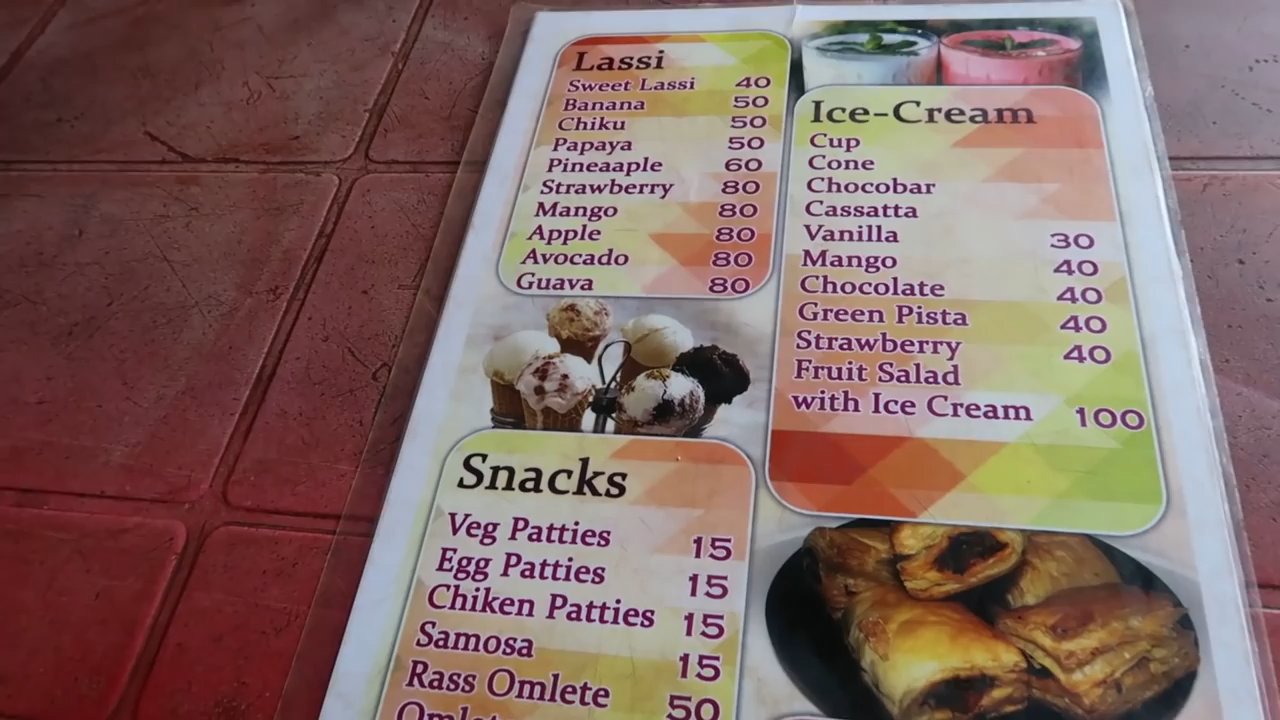 Lassi
Sweet Lassi 40
Banana 50
Chiku 50
Papaya 50
Pineaaple 60
Strawberry 80
Mango 80
Apple 80
Avocado 80
Guava 80
Ice-Cream
Cup
Cone
Chocobar
Cassatta
Vanilla 30
Mango 40
Chocolate 40
Green Pista 40
Strawberry 40
Fruit Salad
with Ice Cream 100
Snacks
Veg Patties 15
Egg Patties 15
Chiken Patties 15
Samosa 15
Rass Omlete 50